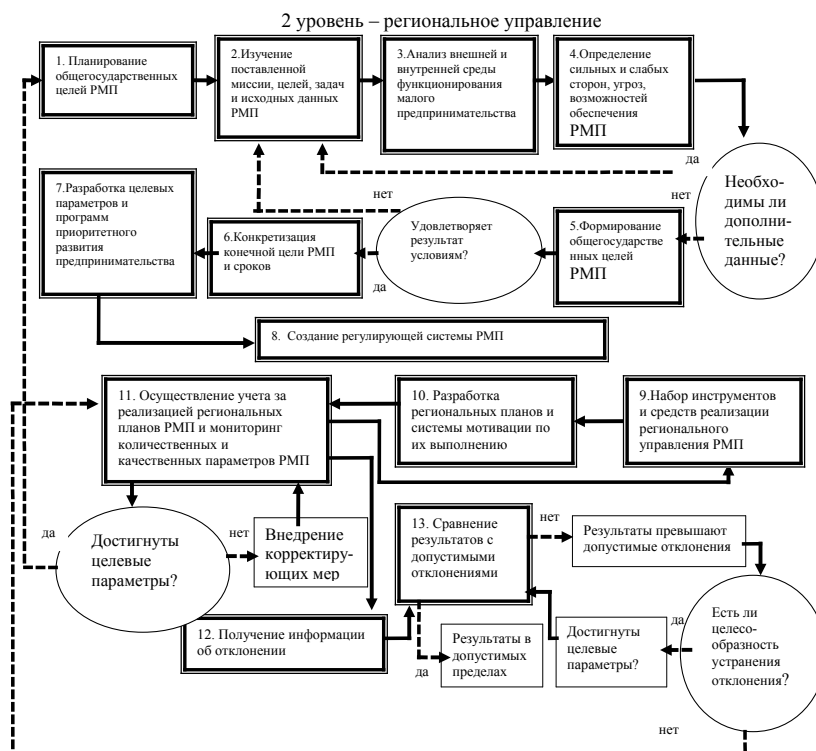 2 уровень – региональное управление
1. Планирование
общегосударственных
целей РМП
2.Изучение
поставленной
миссии, целей, задач
и исходных данных
РМП
3.Анализ внешней и
внутренней среды
функционирования
малого
предпринимательства
4.Определение
сильных и слабых
сторон, угроз,
возможностей
обеспечения
РМП
да
Необхо-
димы ли
дополни-
тельные
данные?
нет
7.Разработка целевых
параметров и
программ
приоритетного
развития
предпринимательства
6.Конкретизация
конечной цели РМП
и сроков
нет
Удовлетворяет
результат
условиям?
да
5.Формирование
общегосударстве
нных целей
РМП
8. Создание регулирующей системы РМП
11. Осуществление учета за
реализацией региональных
планов РМП и мониторинг
количественных и
качественных параметров РМП
10. Разработка
региональных планов и
системы мотивации по
их выполнению
9.Набор инструментов
и средств реализации
регионального
управления РМП
да
Достигнуты
целевые
параметры?
нет
Внедрение
корректирую-
щих мер
13. Сравнение
результатов с
допустимыми
отклонениями
нет
Результаты превышают
допустимые отклонения
12. Получение информации
об отклонении
да
Результаты в
допустимых
пределах
Достигнуты
целевые
параметры?
да
Есть ли
целесо-
образность
устранения
отклонения?
нет